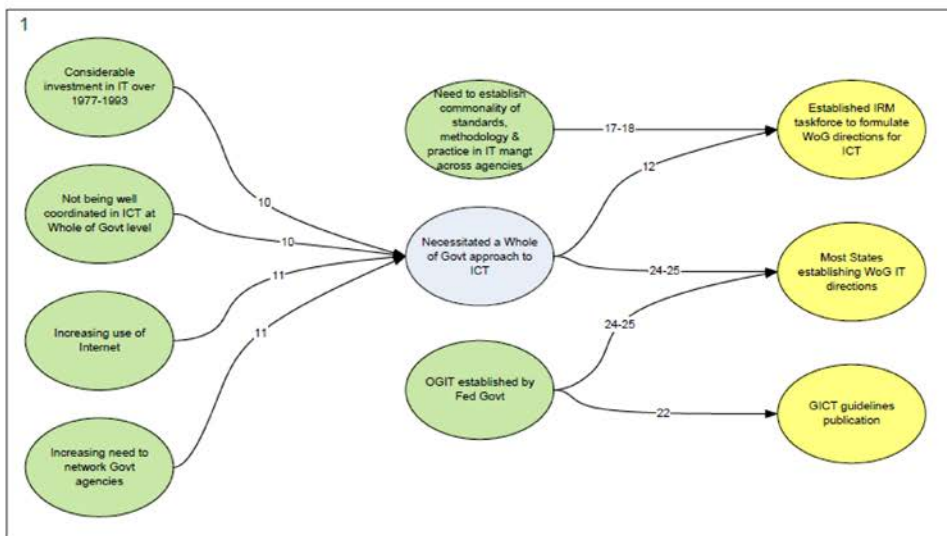 1
Considerable
investment in IT over
1977-1993
Need to establish
commonality of
standards,
methodology &
practice in IT mangt
across agencies
Established IRM
taskforce to formulate
WoG directions for
ICT
17-18
12
10
Not being well
coordinated in ICT at
Whole of Govt level
10
Necessitated a Whole
of Govt approach to
ICT
24-25
Most States
establishing WoG IT
directions
11
Increasing use of
Internet
11
24-25
OGIT established by
Fed Govt
22
GICT guidelines
publication
Increasing need to
network Govt
agencies